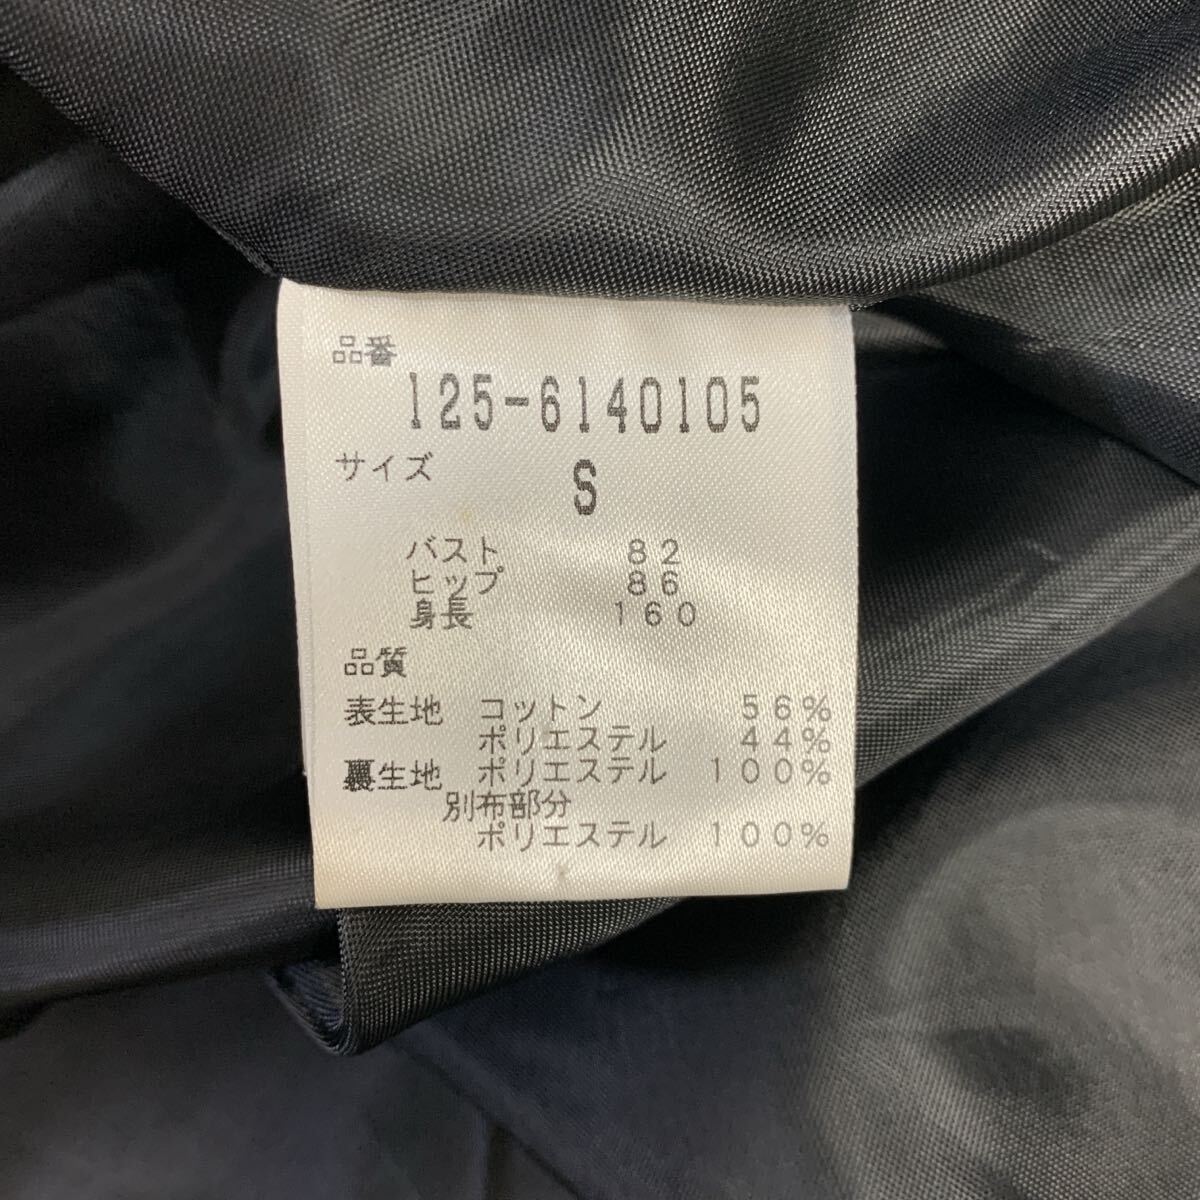 品番
125-6140105
サイズ
S
バスト 82
ヒップ 86
身長 160
品質
表生地 コットン 56%
ポリエステル 44%
裏生地 ポリエステル 100%
別布部分
ポリエステル 100%